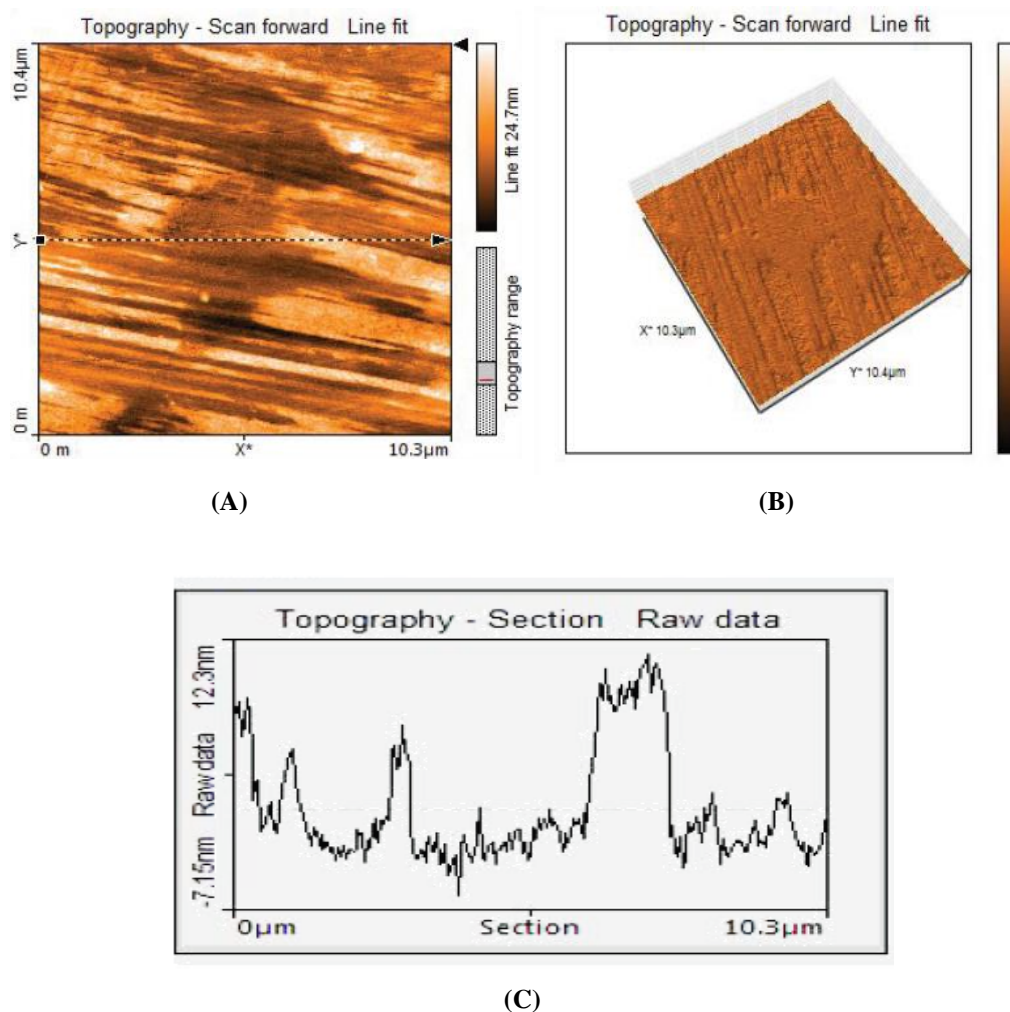 Topography - Scan forward Line fit
10.4µm
Y*
0 m
0 m X* 10.3µm
Line fit 24.7nm
Topography range
(A)
Topography - Scan forward Line fit
X* 10.3µm
Y* 10.4µm
(B)
Topography - Section Raw data
-7.15nm Raw data 12.3nm
0µm Section 10.3µm
(C)